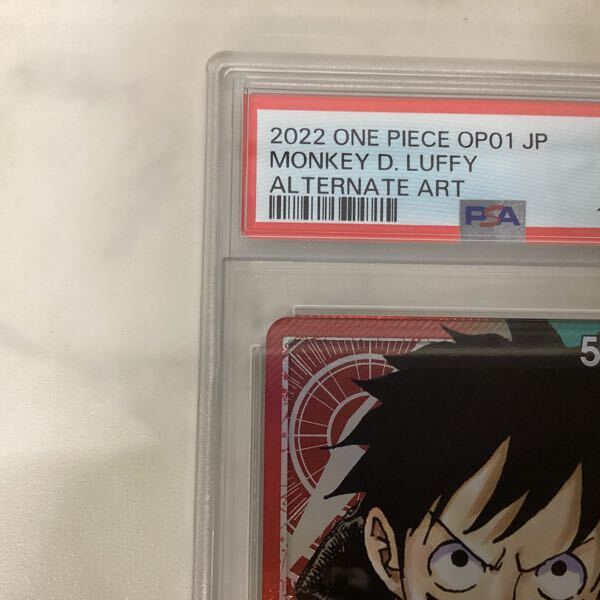 2022 ONE PIECE OP01 JP
MONKEY D. LUFFY
ALTERNATE ART
PSA
5